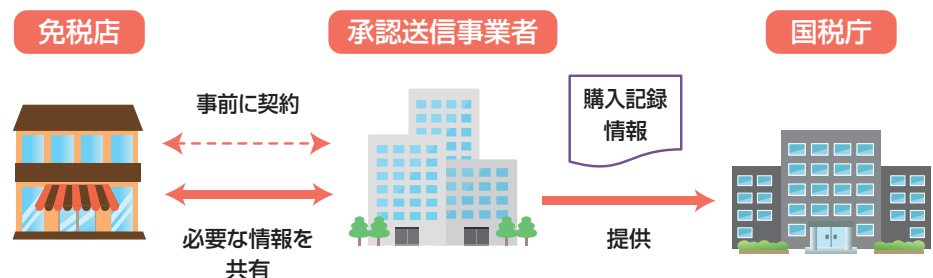 免税店
承認送信事業者
国税庁
事前に契約
購入記録
情報
必要な情報を
共有
提供